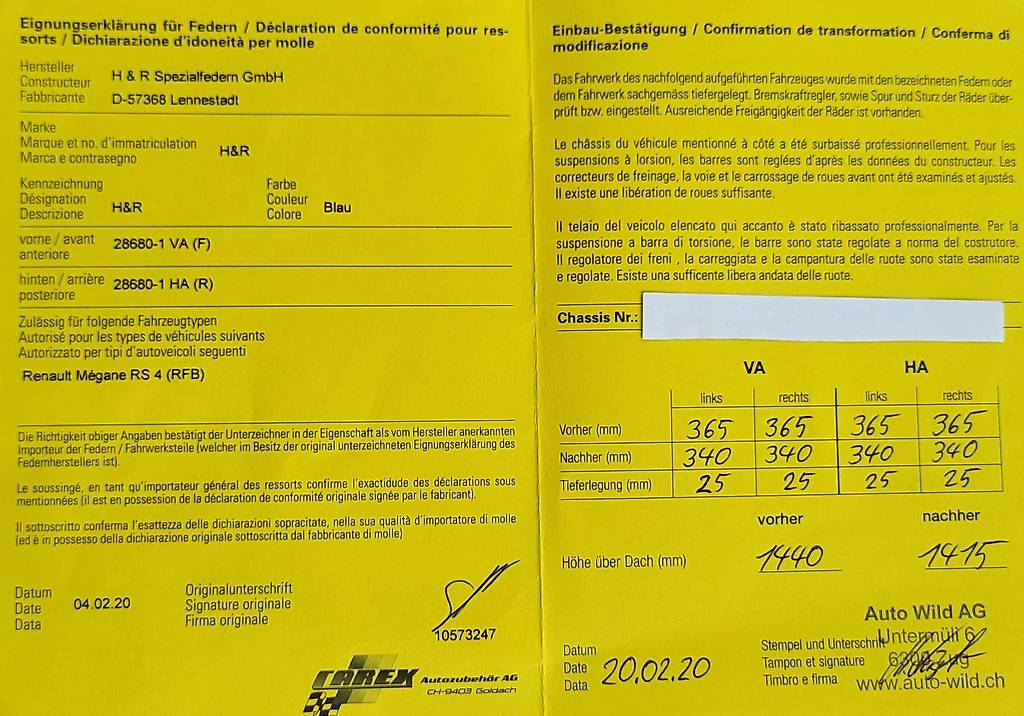 Eignungserklärung für Federn / Déclaration de conformité pour res-
sorts / Dichiarazione d'idoneità per molle
Hersteller
Constructeur
Fabbricante
H & R Spezialfedern GmbH
D-57368 Lennestadt
Marke
Marque et no. d'immatriculation
Marca e contrasegno
H&R
Kennzeichnung
Désignation
Descrizione
H&R
Farbe
Couleur
Colore
Blau
vorne / avant
anteriore
28680-1 VA (F)
hinten / arrière
posteriore
28680-1 HA (R)
Zulässig für folgende Fahrzeugtypen
Autorisé pour les types de véhicules suivants
Autorizzato per tipi d'autoveicoli seguenti
Renault Mégane RS 4 (RFB)
Die Richtigkeit obiger Angaben bestätigt der Unterzeichner in der Eigenschaft als vom Hersteller anerkannten
Importeur der Federn / Fahrwerksteile (welcher im Besitz der original unterzeichneten Eignungserklärung des
Federnherstellers ist).
Le soussingé, en tant qu'importateur général des ressorts confirme l'exactidude des déclarations sous
mentionnées (il est en possession de la déclaration de conformité originale signée par le fabricant).
Il sottoscritto conferma l'esattezza delle dichiarazioni sopracitate, nella sua qualità d'importatore di molle
(ed è in possesso della dichiarazione originale sottoscritta dal fabbricante di molle)
Datum
Date
Data
04.02.20
Originalunterschrift
Signature originale
Firma originale
10573247
CAREX Autozubehör AG
CH-9403 Goldach
Einbau-Bestätigung / Confirmation de transformation / Conferma di
modificazione
Das Fahrwerk des nachfolgend aufgeführten Fahrzeuges wurde mit den bezeichneten Federn oder
dem Fahrwerk sachgemäss tiefergelegt. Bremskraftregler, sowie Spur und Sturz der Räder über-
prüft bzw. eingestellt. Ausreichende Freigängigkeit der Räder ist vorhanden.
Le châssis du véhicule mentionné à côté a été surbaissé professionnellement. Pour les
suspensions à lorsion, les barres sont reglées d'après les données du constructeur. Les
correcteurs de freinage, la voie et le carrossage de roues avant ont été examinés et ajustés.
Il existe une libération de roues suffisante.
Il telaio del veicolo elencato qui accanto è stato ribassato professionalmente. Per la
suspensione a barra di torsione, le barre sono state regolate a norma del costrutore.
Il regolatore dei freni , la carreggiata e la campantura delle ruote sono state esaminate
e regolate. Esiste una sufficente libera andata delle ruote.
Chassis Nr.:
VA HA
links rechts links rechts
Vorher (mm) 365 365 365 365
Nachher (mm) 340 340 340 340
Tieferlegung (mm) 25 25 25 25
vorher nachher
Höhe über Dach (mm) 1440 1415
Datum
Date
Data
20.02.20
Stempel und Unterschrift
Tampon et signature
Timbro e firma
Auto Wild AG
Untermüli 6
6300 Zug
www.auto-wild.ch